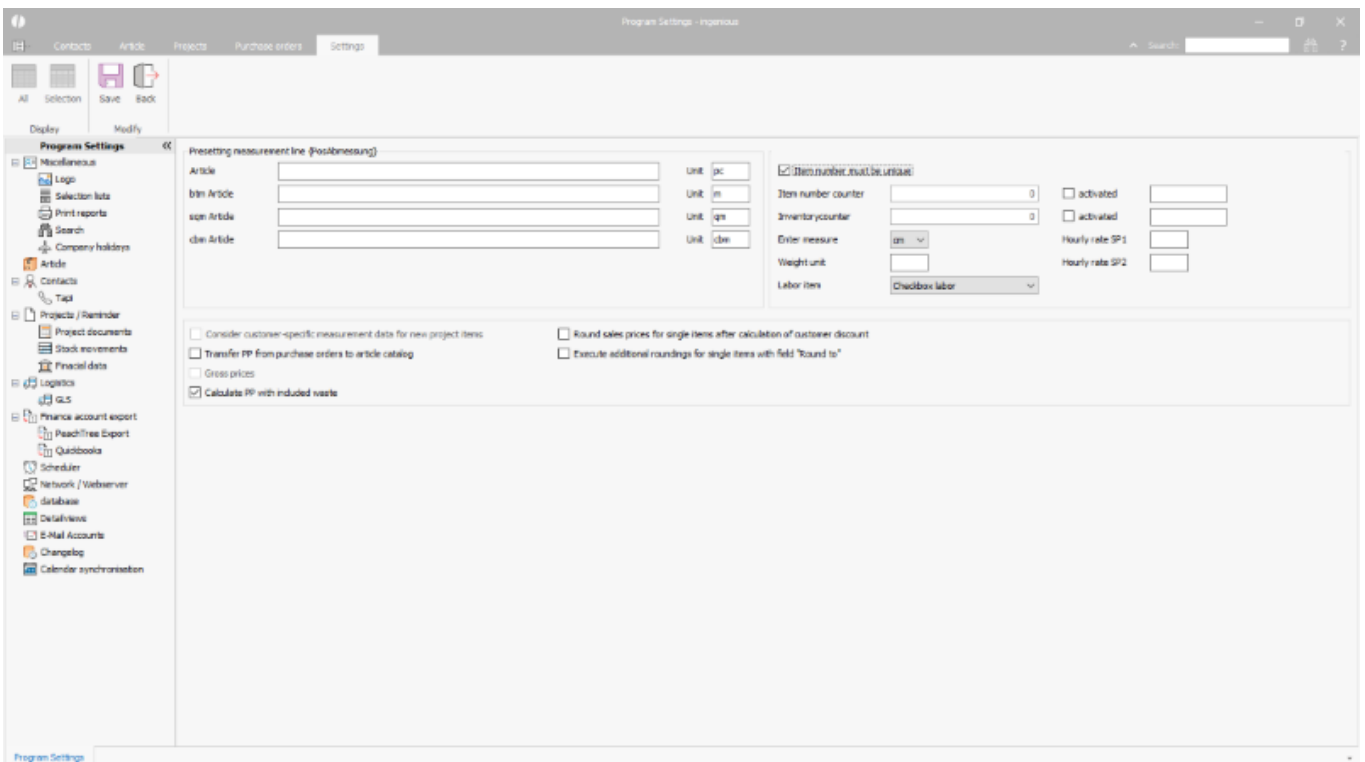 Program Settings - ingenious
Contacts Article Projects Purchase orders Settings Search: ?
All Selection Save Back
Display Modify
Program Settings «
Miscellaneous
Logo
Selection lists
Print reports
Search
Company holidays
Article
Contacts
Tapi
Projects / Reminder
Project documents
Stock movements
Finacial data
Logistics
GLS
Finance account export
PeachTree Export
Quickbooks
Scheduler
Network / Webserver
database
Detailviews
E-Mail Accounts
Changelog
Calendar synchronisation
Presetting measurement line (PosAbmessung)
Article Unit pc
btm Article Unit m
sqm Article Unit qm
cbm Article Unit cbm
Item number must be unique
Item number counter 0 activated
Inventorycounter 0 activated
Enter measure cm Hourly rate SP1
Weight unit Hourly rate SP2
Labor item Checkbox labor
Consider customer-specific measurement data for new project items
Transfer PP from purchase orders to article catalog
Gross prices
Calculate PP with included waste
Round sales prices for single items after calculation of customer discount
Execute additional roundings for single items with field "Round to"
Program Settings